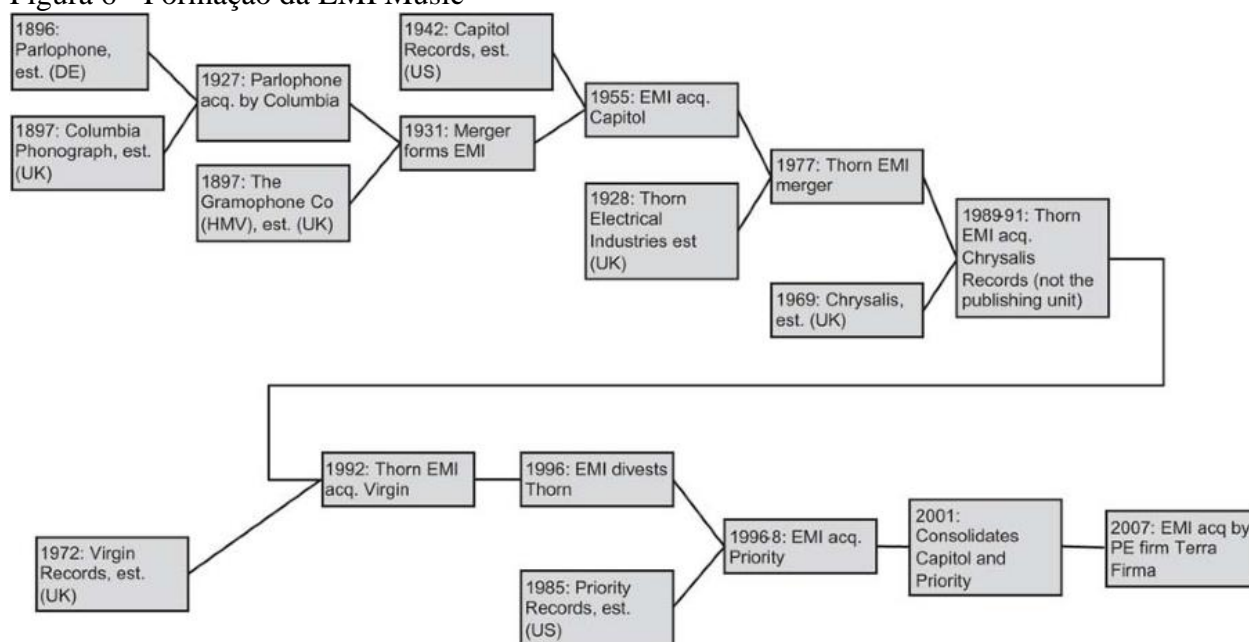 Figura 8 - Formação da EMI Music
1896:
Parlophone,
est. (DE)
1897: Columbia
Phonograph, est.
(UK)
1927: Parlophone
acq. by Columbia
1897: The
Gramophone Co
(HMV), est. (UK)
1942: Capitol
Records, est.
(US)
1931: Merger
forms EMI
1955: EMI acq.
Capitol
1928: Thorn
Electrical
Industries est
(UK)
1977: Thorn EMI
merger
1969: Chrysalis,
est. (UK)
1989-91: Thorn
EMI acq.
Chrysalis
Records (not the
publishing unit)
1972: Virgin
Records, est.
(UK)
1992: Thorn EMI
acq. Virgin
1996: EMI divests
Thorn
1985: Priority
Records, est.
(US)
1996-8: EMI acq.
Priority
2001:
Consolidates
Capitol and
Priority
2007: EMI acq by
PE firm Terra
Firma